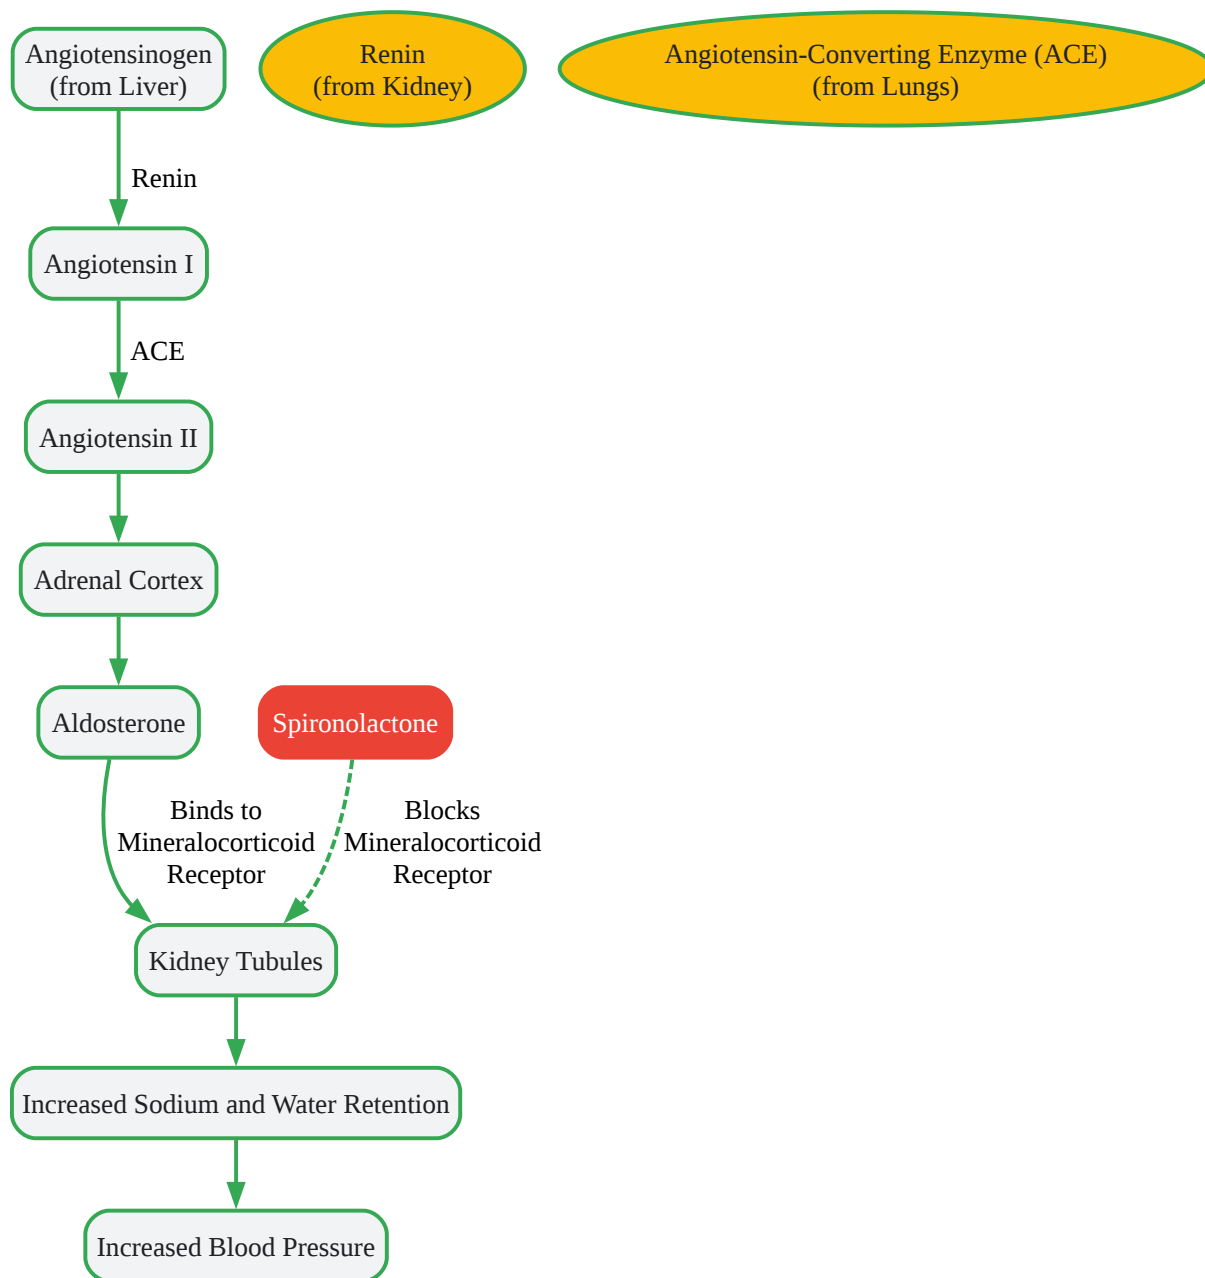 Angiotensinogen
(from Liver)
Renin
(from Kidney)
Angiotensin-Converting Enzyme (ACE)
(from Lungs)
Renin
Angiotensin I
ACE
Angiotensin II
Adrenal Cortex
Aldosterone
Spironolactone
Binds to
Mineralocorticoid
Receptor
Blocks
Mineralocorticoid
Receptor
Kidney Tubules
Increased Sodium and Water Retention
Increased Blood Pressure